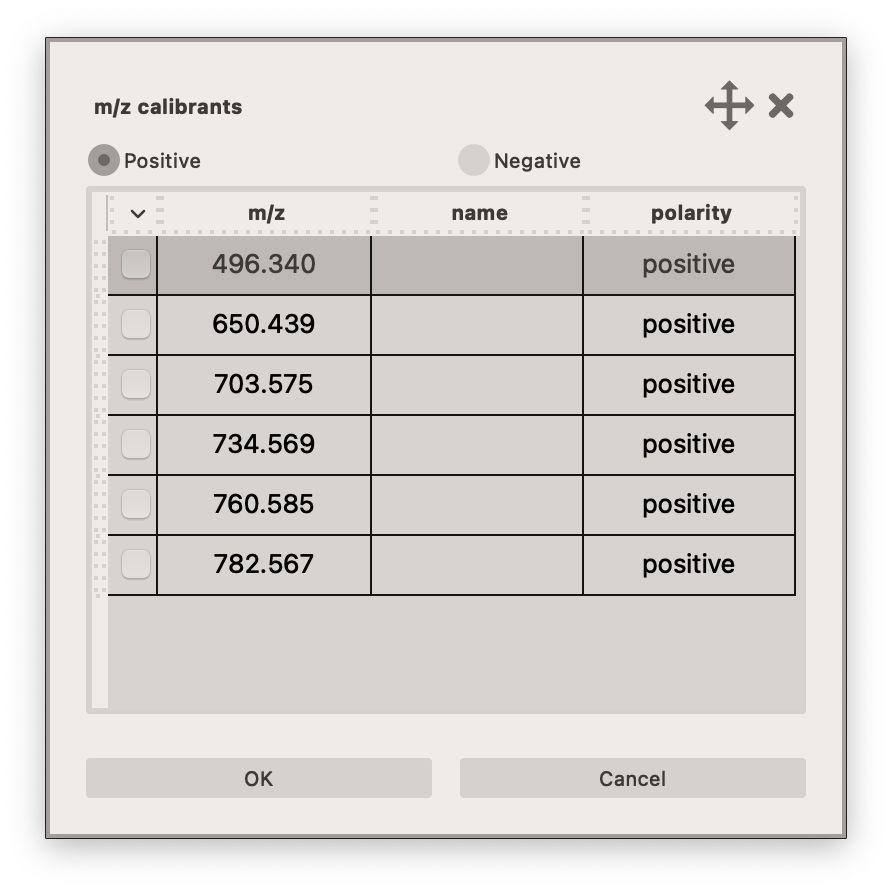 m/z calibrants
Positive Negative
m/z name polarity
496.340 positive
650.439 positive
703.575 positive
734.569 positive
760.585 positive
782.567 positive
OK Cancel